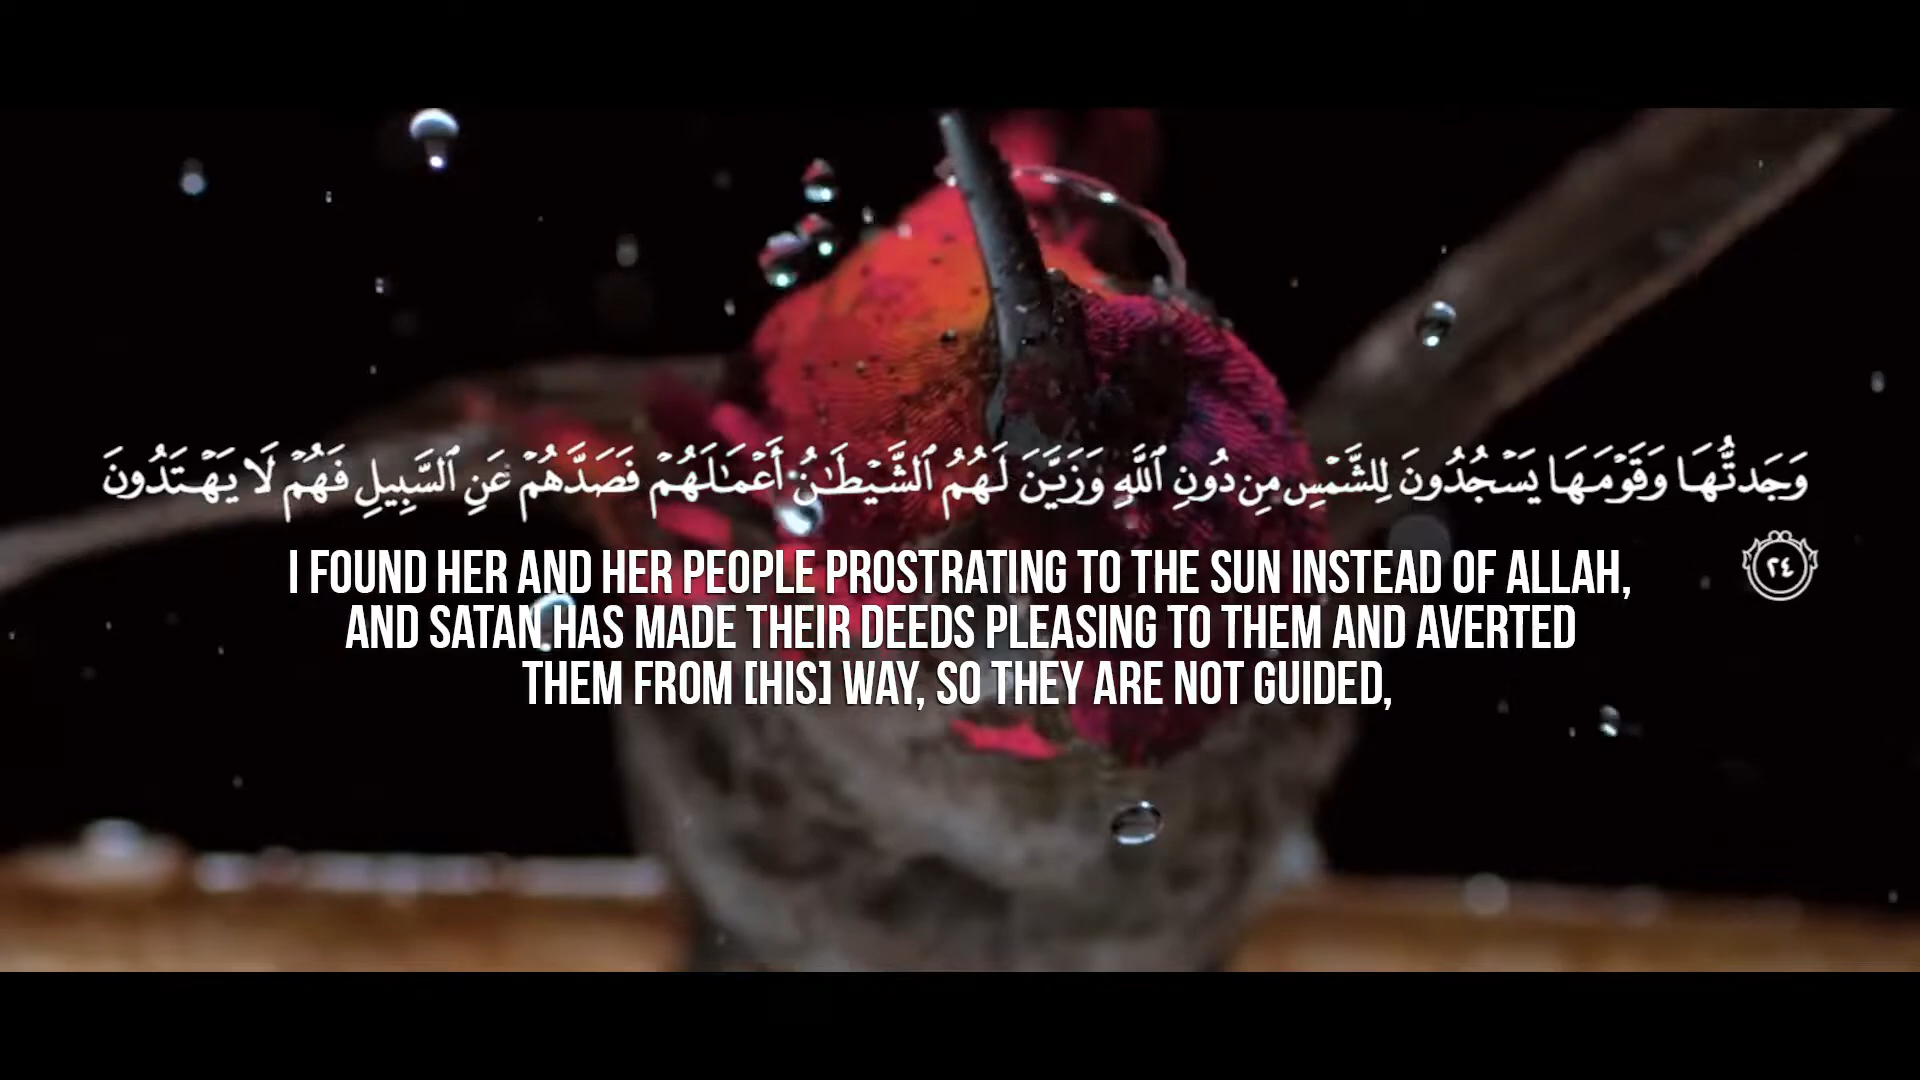 وَجَدتُّهَا وَقَوْمَهَا يَسْجُدُونَ لِلشَّمْسِ مِن دُونِ ٱللَّهِ وَزَيَّنَ لَهُمُ ٱلشَّيْطَـٰنُ أَعْمَـٰلَهُمْ فَصَدَّهُمْ عَنِ ٱلسَّبِيلِ فَهُمْ لَا يَهْتَدُونَ
٢٤
I FOUND HER AND HER PEOPLE PROSTRATING TO THE SUN INSTEAD OF ALLAH,
AND SATAN HAS MADE THEIR DEEDS PLEASING TO THEM AND AVERTED
THEM FROM [HIS] WAY, SO THEY ARE NOT GUIDED,